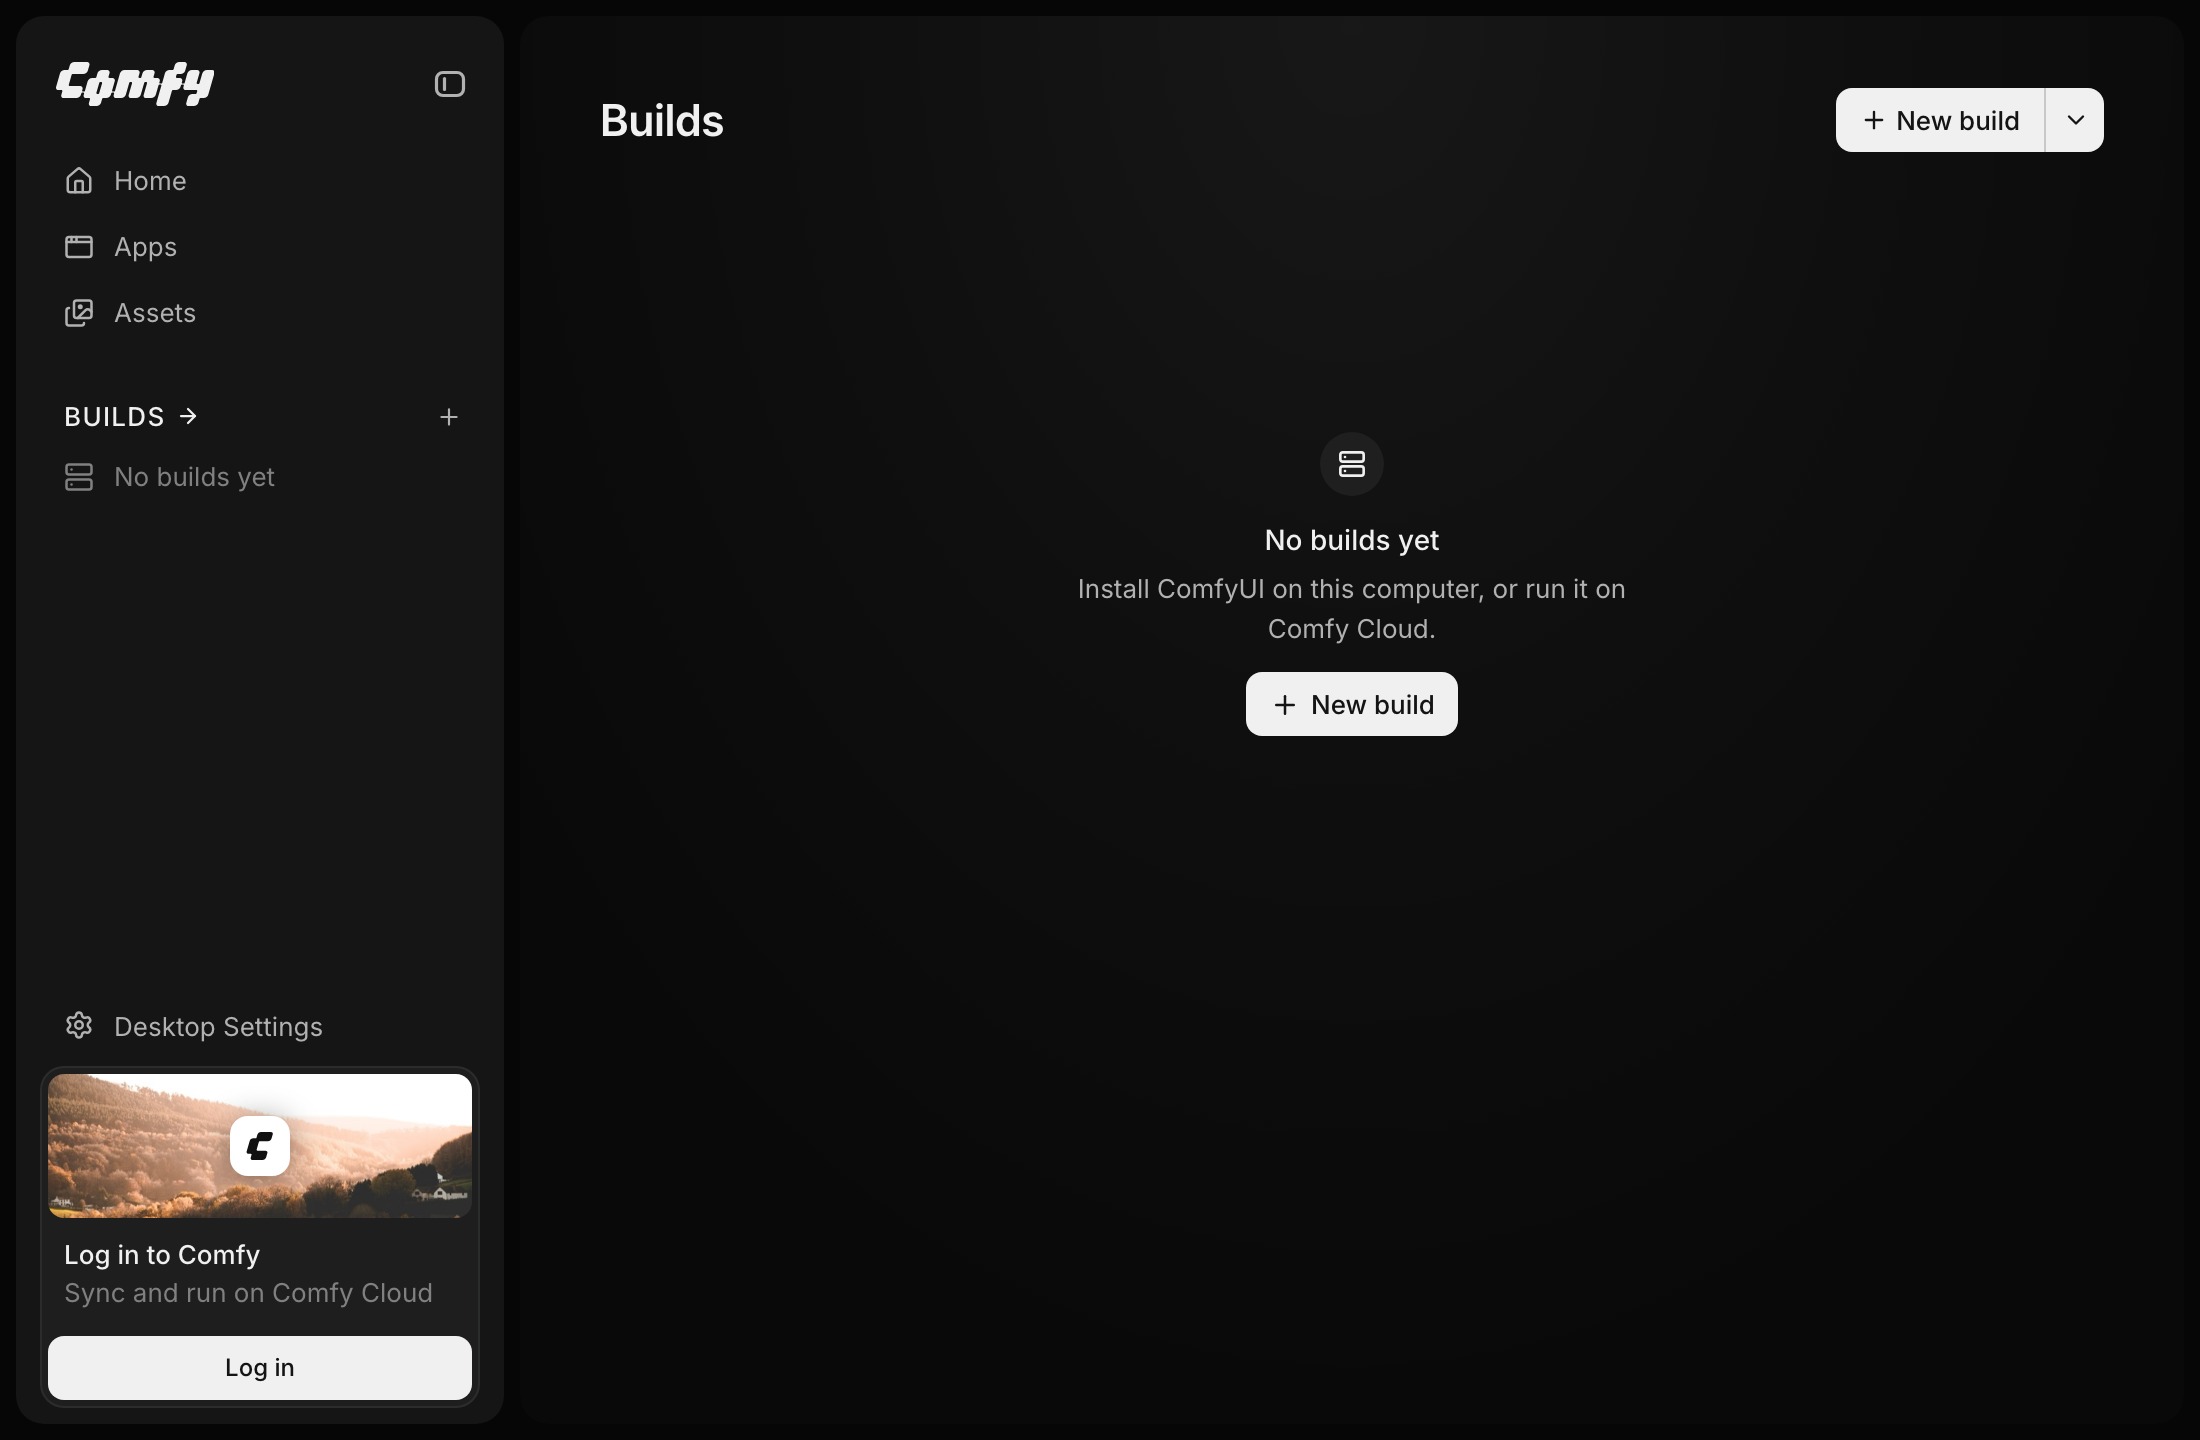 Comfy
Home
Apps
Assets
BUILDS
No builds yet
Desktop Settings
Log in to Comfy
Sync and run on Comfy Cloud
Log in
Builds
New build
No builds yet
Install ComfyUI on this computer, or run it on
Comfy Cloud.
New build